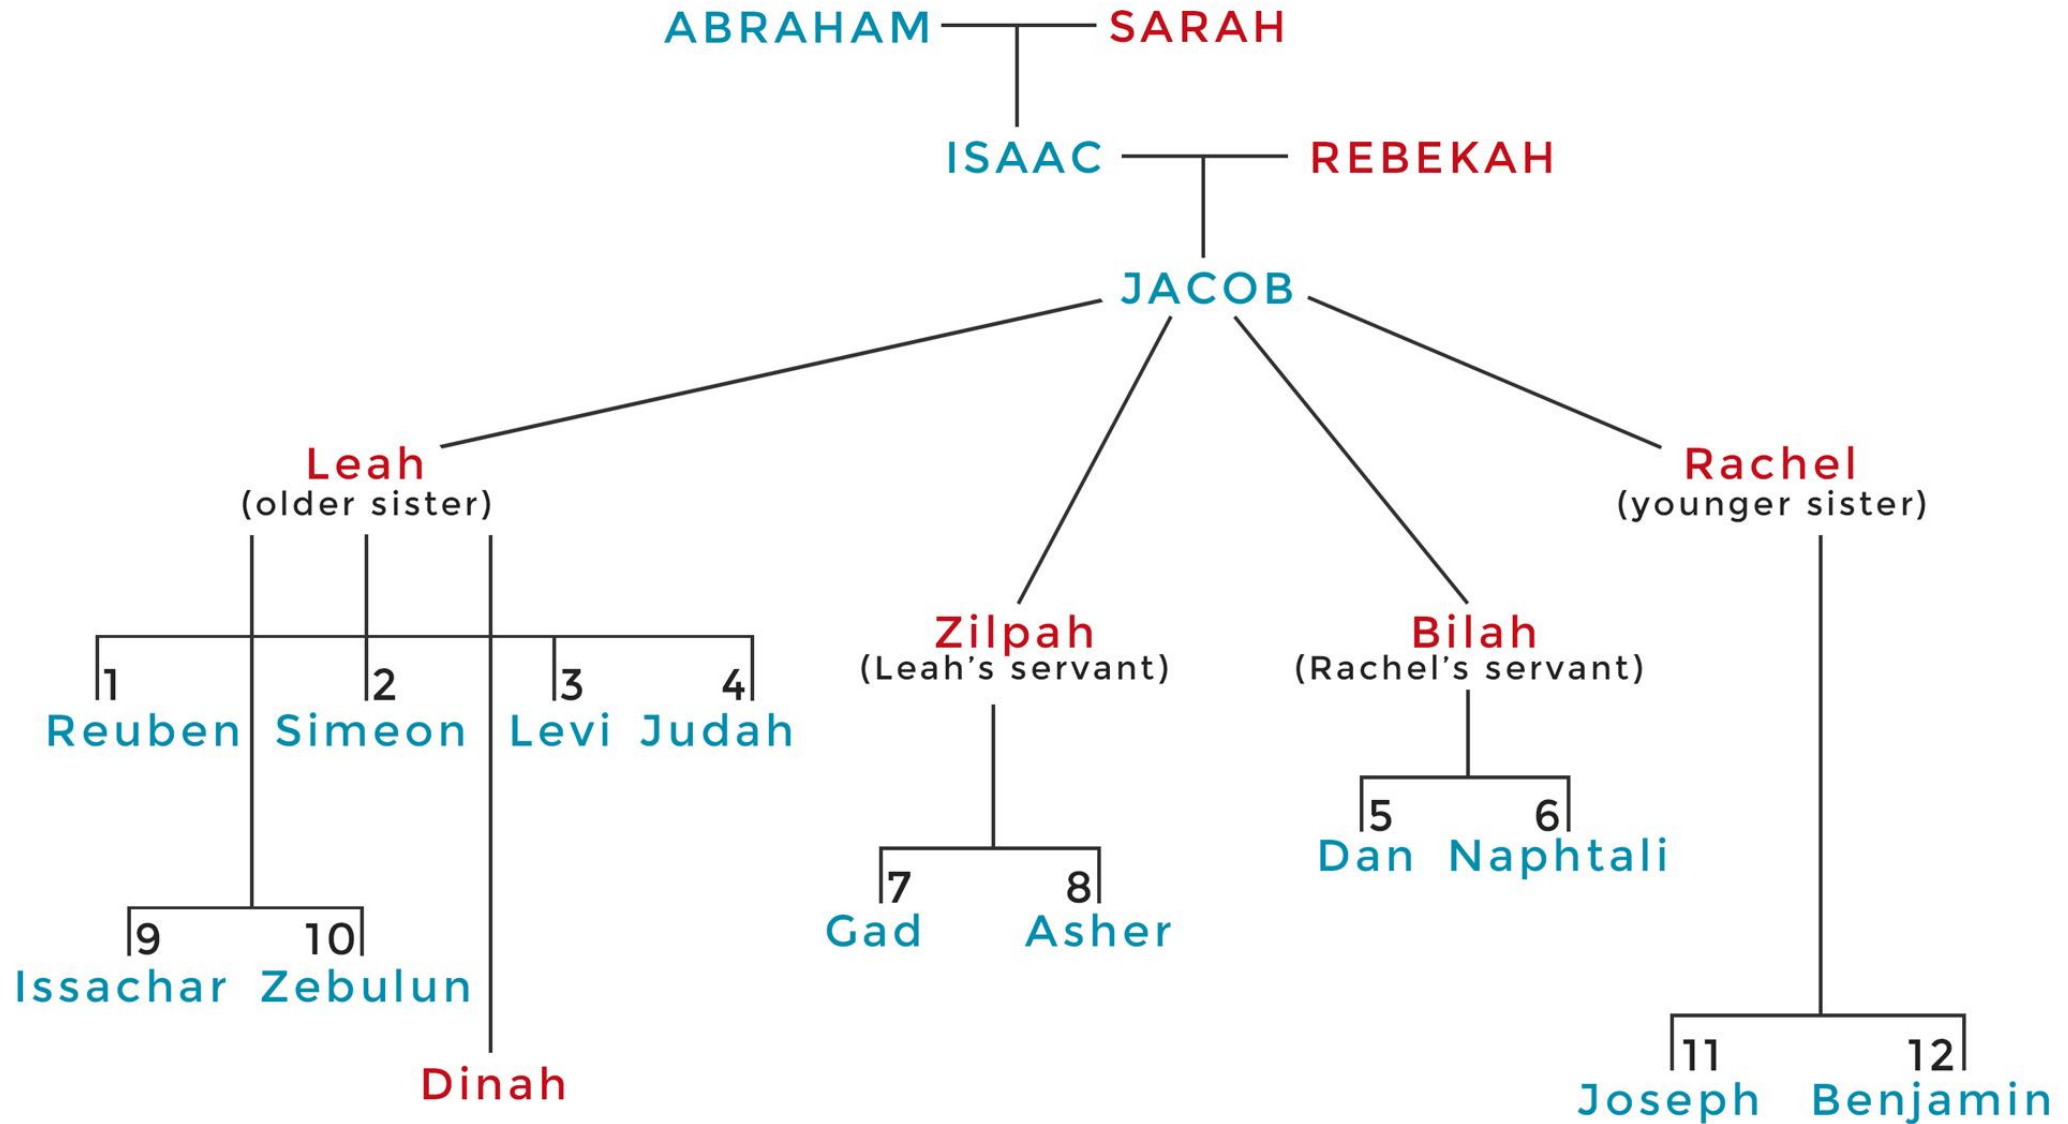 ABRAHAM SARAH
ISAAC REBEKAH
JACOB
Leah Rachel
(older sister) (younger sister)
Zilpah Bilah
(Leah's servant) (Rachel's servant)
1 2 3 4
Reuben Simeon Levi Judah
5 6
Dan Naphtali
7 8
Gad Asher
9 10
Issachar Zebulun
11 12
Dinah
Joseph Benjamin